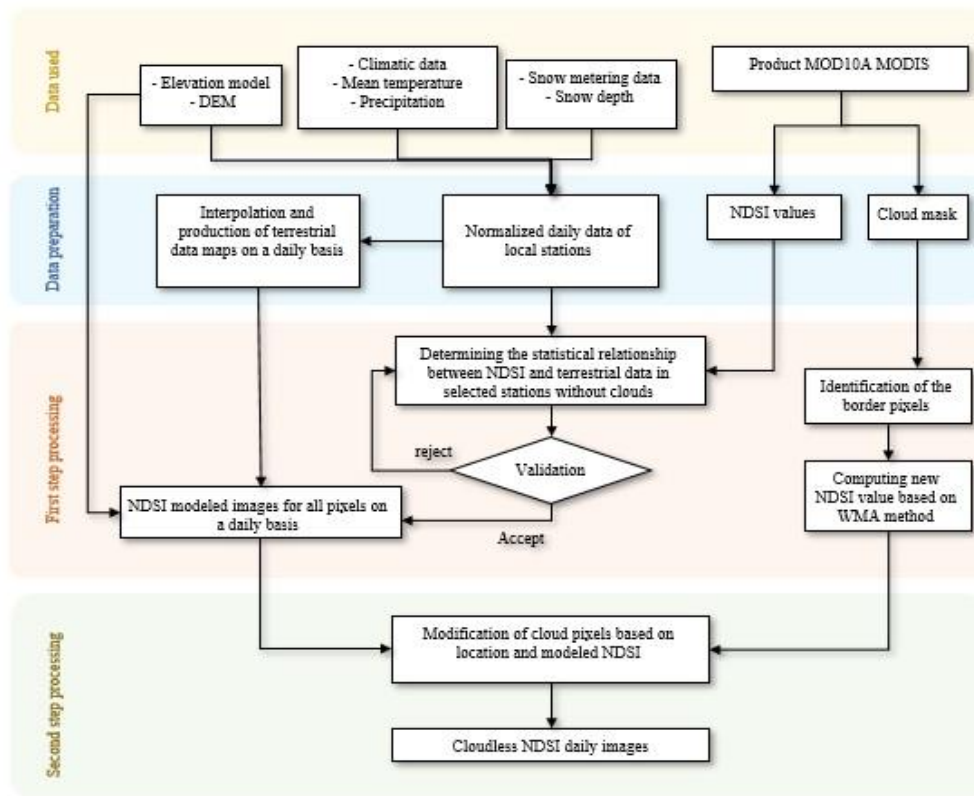 Data used
- Elevation model
- DEM
- Climatic data
- Mean temperature
- Precipitation
- Snow metering data
- Snow depth
Product MOD10A MODIS
Data preparation
Interpolation and
production of terrestrial
data maps on a daily basis
Normalized daily data of
local stations
NDSI values
Cloud mask
First step processing
Determining the statistical relationship
between NDSI and terrestrial data in
selected stations without clouds
Identification of the
border pixels
reject
Validation
Computing new
NDSI value based on
WMA method
NDSI modeled images for all pixels on
a daily basis
Accept
Second step processing
Modification of cloud pixels based on
location and modeled NDSI
Cloudless NDSI daily images